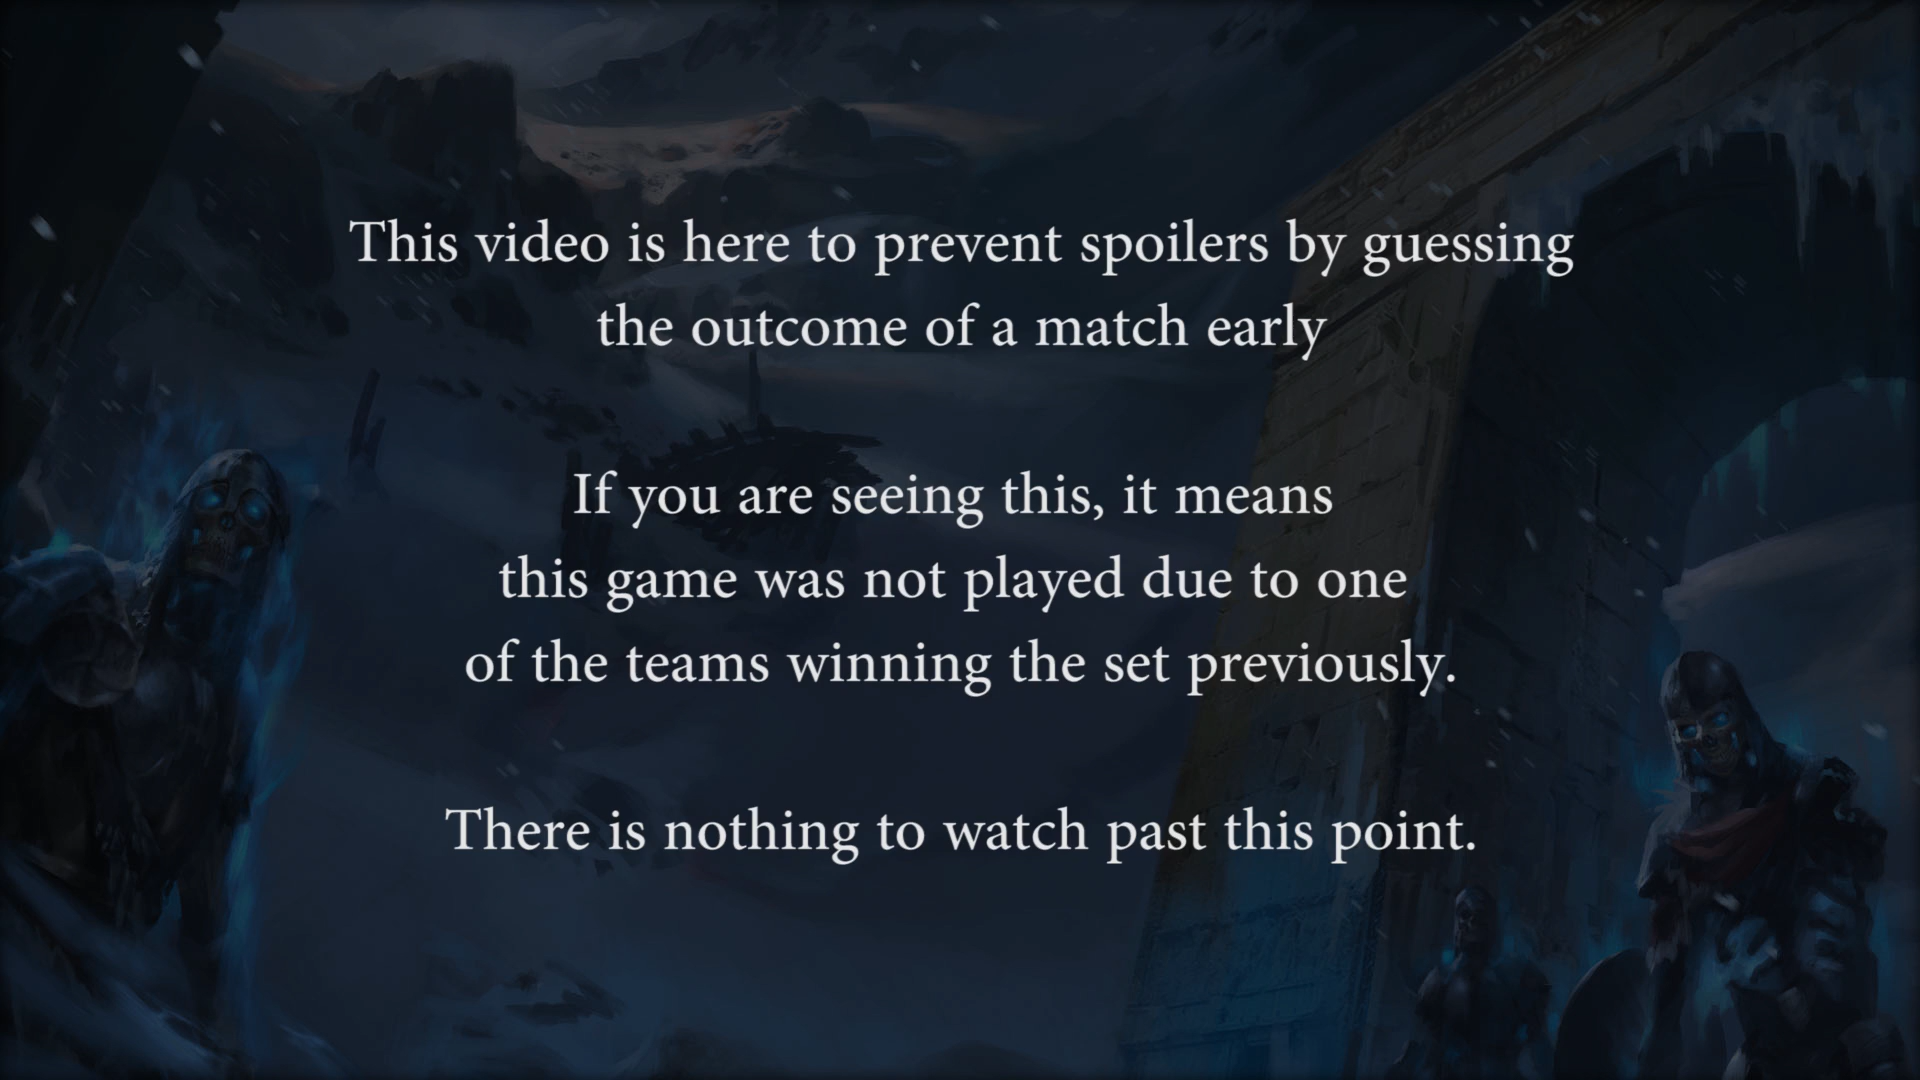 This video is here to prevent spoilers by guessing
the outcome of a match early
If you are seeing this, it means
this game was not played due to one
of the teams winning the set previously.
There is nothing to watch past this point.